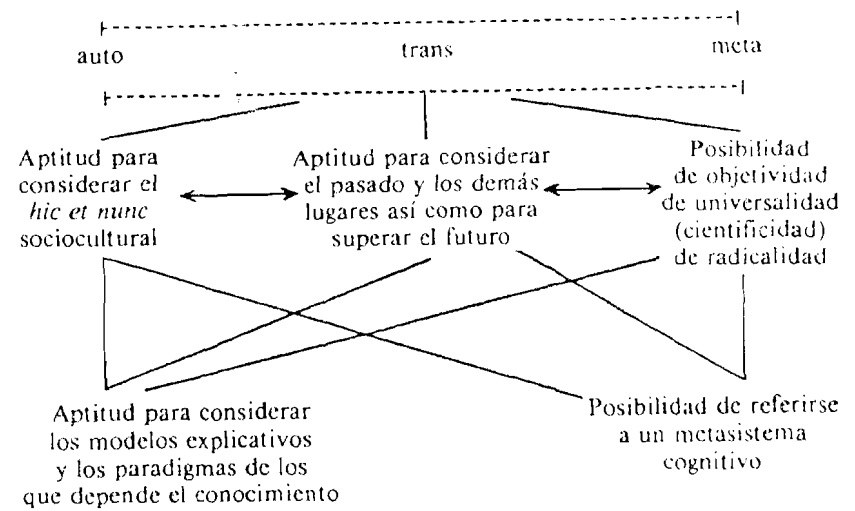 auto trans meta
Aptitud para
considerar el
hic et nunc
sociocultural
Aptitud para considerar
el pasado y los demás
lugares así como para
superar el futuro
Posibilidad
de objetividad
de universalidad
(cientificidad)
de radicalidad
Aptitud para considerar
los modelos explicativos
y los paradigmas de los
que depende el conocimiento
Posibilidad de referirse
a un metasistema
cognitivo